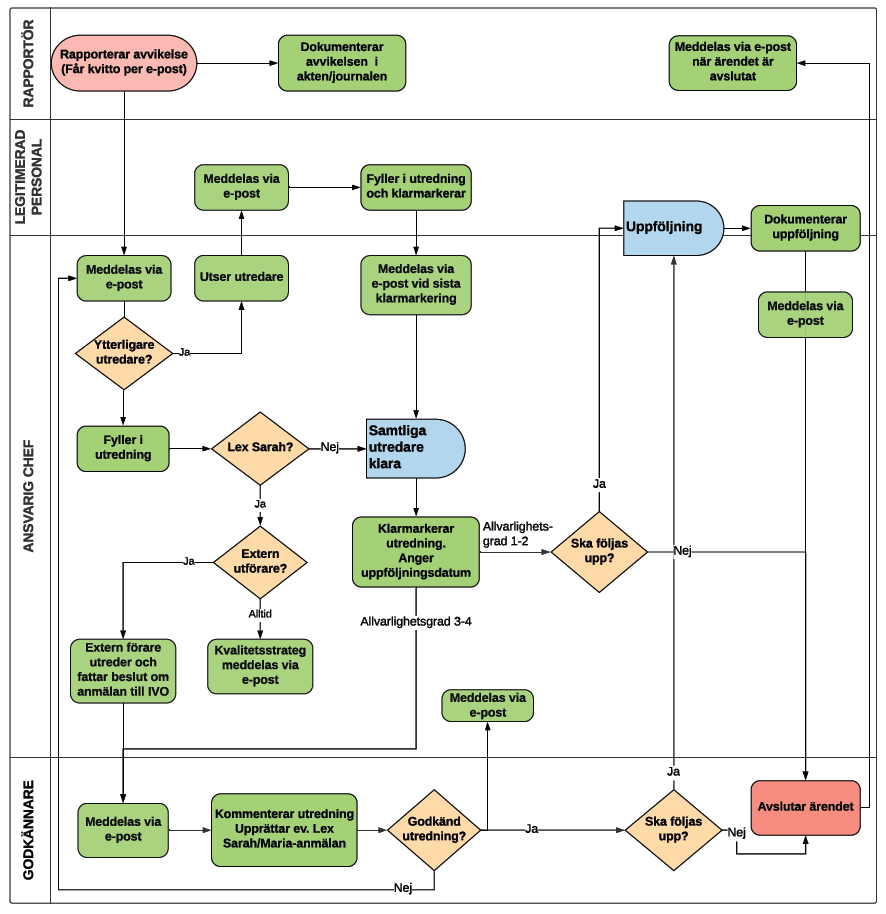 RAPPORTÖR
Rapporterar avvikelse
(Får kvitto per e-post)
Dokumenterar
avvikelsen i
akten/journalen
Meddelas via e-post
när ärendet är
avslutat
LEGITIMERAD
PERSONAL
Meddelas via
e-post
Fyller i utredning
och klarmarkerar
Uppföljning
Dokumenterar
uppföljning
ANSVARIG CHEF
Meddelas via
e-post
Utser utredare
Meddelas via
e-post vid sista
klarmarkering
Meddelas via
e-post
Ytterligare
utredare?
Ja
Fyller i
utredning
Lex Sarah?
Nej
Samtliga
utredare
klara
Ja
Ja
Klarmarkerar
utredning.
Anger
uppföljningsdatum
Allvarlighets-
grad 1-2
Ska följas
upp?
Nej
Extern
utförare?
Ja
Alltid
Allvarlighetsgrad 3-4
Extern förare
utreder och
fattar beslut om
anmälan till IVO
Kvalitetsstrateg
meddelas via
e-post
Meddelas via
e-post
GODKÄNNARE
Meddelas via
e-post
Kommenterar utredning
Upprättar ev. Lex
Sarah/Maria-anmälan
Godkänd
utredning?
Ja
Nej
Ja
Ska följas
upp?
Nej
Avslutar ärendet